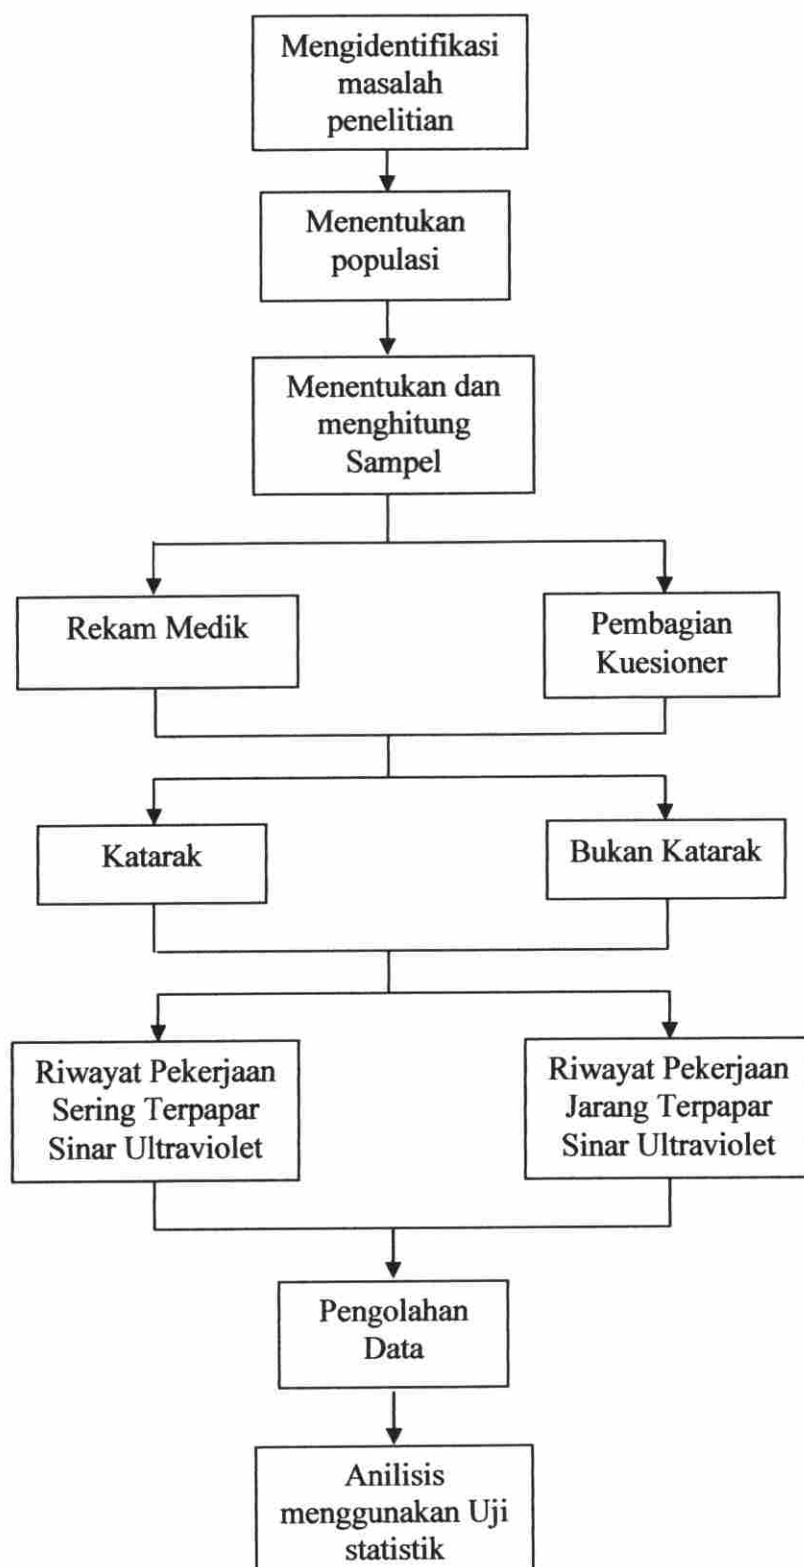 Mengidentifikasi
masalah
penelitian
Menentukan
populasi
Menentukan dan
menghitung
Sampel
Rekam Medik
Pembagian
Kuesioner
Katarak
Bukan Katarak
Riwayat Pekerjaan
Sering Terpapar
Sinar Ultraviolet
Riwayat Pekerjaan
Jarang Terpapar
Sinar Ultraviolet
Pengolahan
Data
Anilisis
menggunakan Uji
statistik